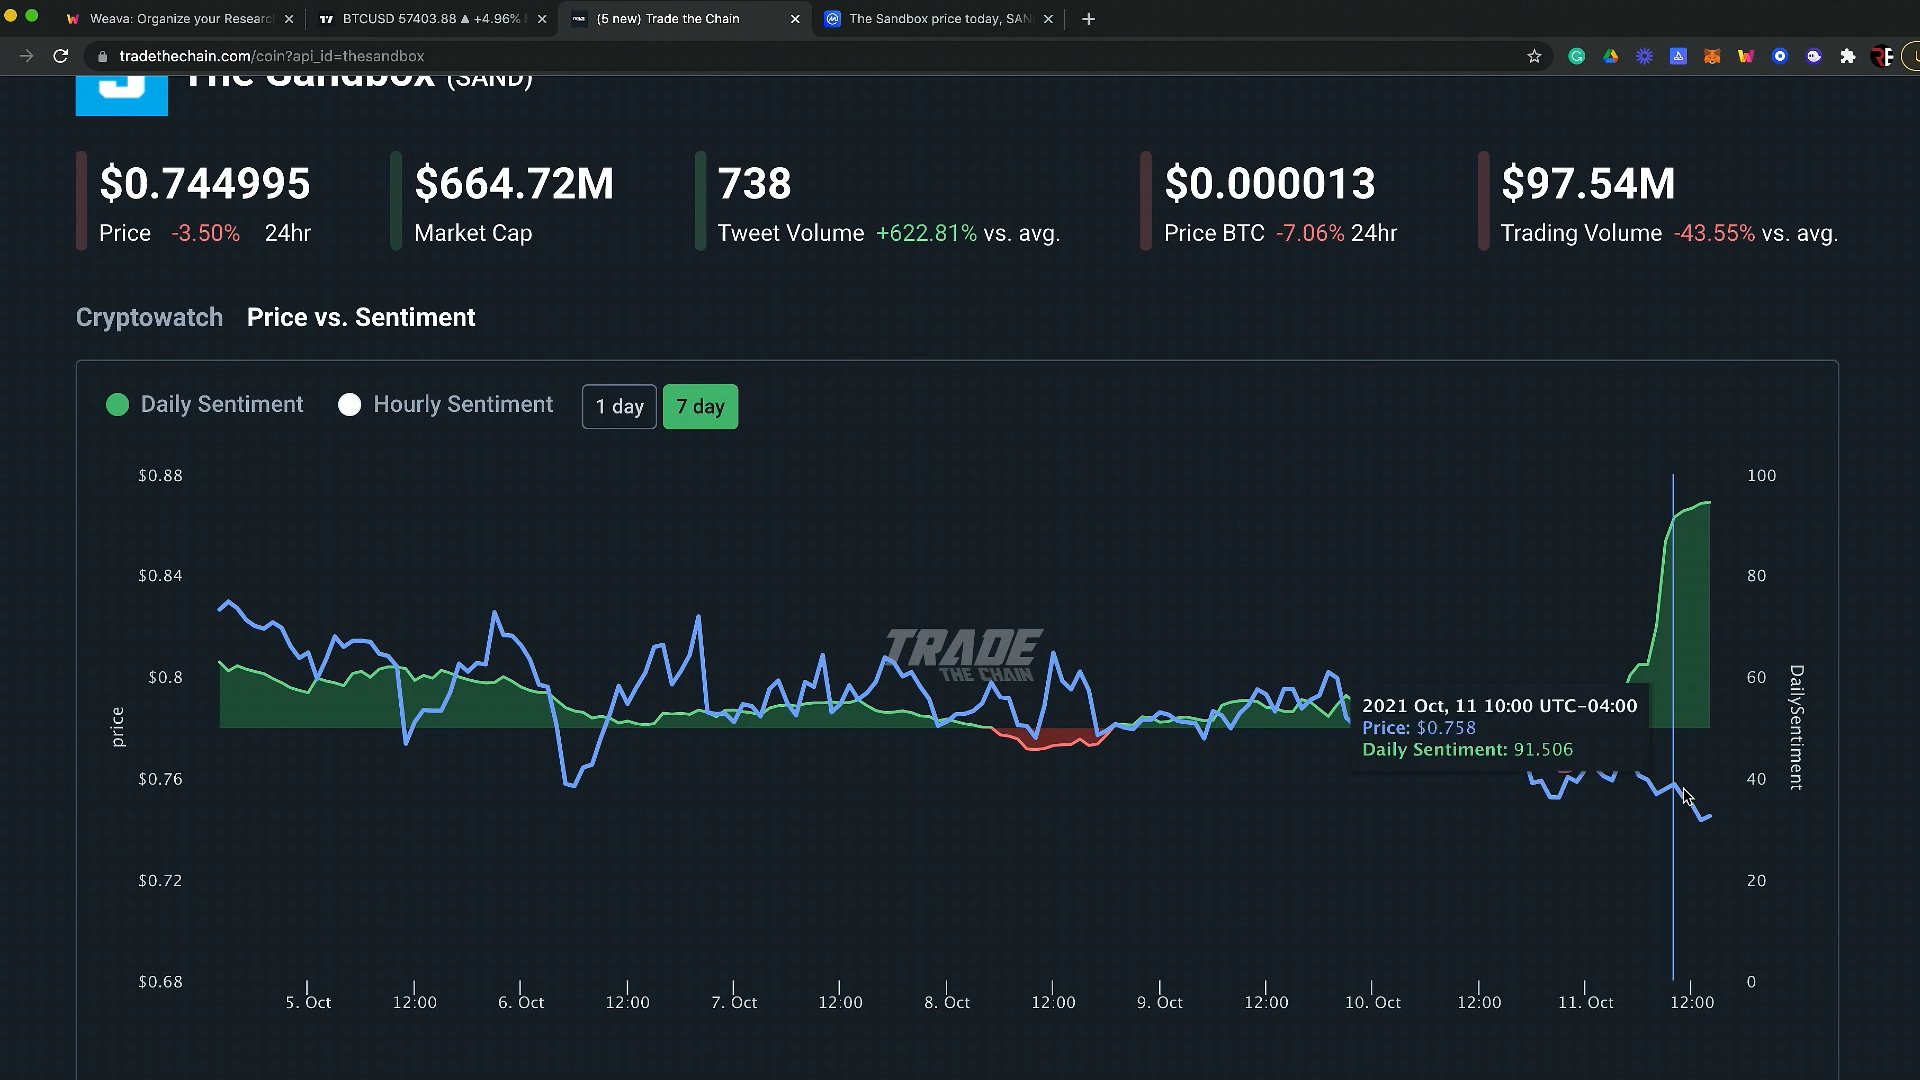 Weava: Organize your Researc
BTCUSD 57403.88 ▲ +4.96%
(5 new) Trade the Chain
The Sandbox price today, SAN
tradethechain.com/coin?api_id=thesandbox
The Sandbox (SAND)
$0.744995
Price -3.50% 24hr
$664.72M
Market Cap
738
Tweet Volume +622.81% vs. avg.
$0.000013
Price BTC -7.06% 24hr
$97.54M
Trading Volume -43.55% vs. avg.
Cryptowatch Price vs. Sentiment
Daily Sentiment Hourly Sentiment 1 day 7 day
$0.88
$0.84
$0.8
$0.76
$0.72
$0.68
price
TRADE
THE CHAIN
2021 Oct, 11 10:00 UTC-04:00
Price: $0.758
Daily Sentiment: 91.506
100
80
60
40
20
0
DailySentiment
5. Oct 12:00 6. Oct 12:00 7. Oct 12:00 8. Oct 12:00 9. Oct 12:00 10. Oct 12:00 11. Oct 12:00